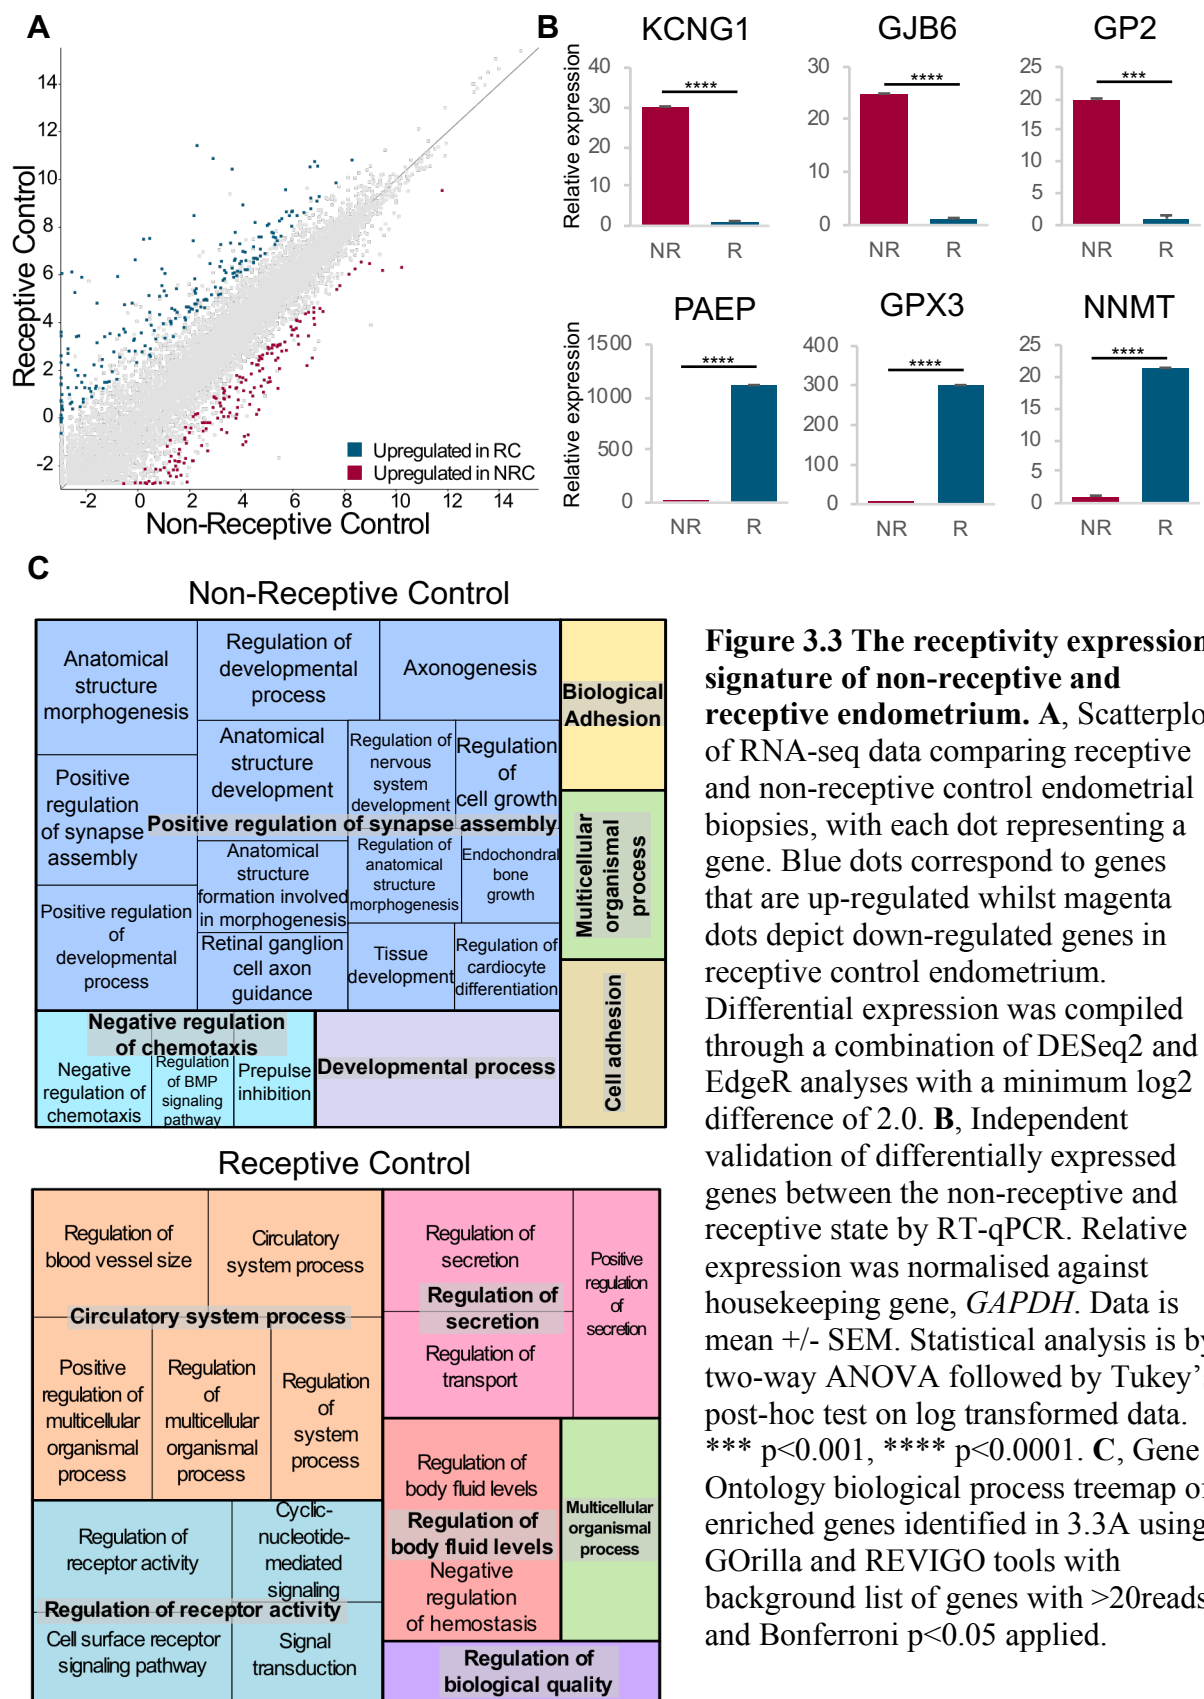 A
14
12
10
8
6
4
2
0
-2
Receptive Control
-2
0
2
4
6
8
10
12
14
Non-Receptive Control
Upregulated in RC
Upregulated in NRC
B
KCNG1
Relative expression
40
30
20
10
0
****
NR
R
GJB6
30
20
10
0
****
NR
R
GP2
25
20
15
10
5
0
***
NR
R
PAEP
Relative expression
1500
1000
500
0
****
NR
R
GPX3
400
300
200
100
0
****
NR
R
NNMT
25
20
15
10
5
0
****
NR
R
C
Non-Receptive Control
Anatomical
structure
morphogenesis
Regulation of
developmental
process
Axonogenesis
Positive
regulation
of synapse
assembly
Anatomical
structure
development
Regulation of
nervous
system
development
Regulation
of
cell growth
Positive regulation of synapse assembly
Positive regulation
of
developmental
process
Anatomical
structure
formation involved
in morphogenesis
Regulation of
anatomical
structure
morphogenesis
Endochondral
bone
growth
Retinal ganglion
cell axon
guidance
Tissue
development
Regulation of
cardiocyte
differentiation
Biological
Adhesion
Multicellular
organismal
process
Cell adhesion
Negative regulation
of chemotaxis
Negative
regulation of
chemotaxis
Regulation
of BMP
signaling
pathway
Prepulse
inhibition
Developmental process
Receptive Control
Regulation of
blood vessel size
Circulatory
system process
Circulatory system process
Positive
regulation of
multicellular
organismal
process
Regulation
of
multicellular
organismal
process
Regulation
of
system
process
Regulation of
secretion
Regulation of
secretion
Regulation of
transport
Positive
regulation
of
secretion
Regulation of
receptor activity
Cyclic-
nucleotide-
mediated
signaling
Regulation of receptor activity
Cell surface receptor
signaling pathway
Signal
transduction
Regulation of
body fluid levels
Regulation of
body fluid levels
Negative
regulation
of hemostasis
Multicellular
organismal
process
Regulation of
biological quality
Figure 3.3 The receptivity expression
signature of non-receptive and
receptive endometrium. A, Scatterplo
of RNA-seq data comparing receptive
and non-receptive control endometrial
biopsies, with each dot representing a
gene. Blue dots correspond to genes
that are up-regulated whilst magenta
dots depict down-regulated genes in
receptive control endometrium.
Differential expression was compiled
through a combination of DESeq2 and
EdgeR analyses with a minimum log2
difference of 2.0. B, Independent
validation of differentially expressed
genes between the non-receptive and
receptive state by RT-qPCR. Relative
expression was normalised against
housekeeping gene, GAPDH. Data is
mean +/- SEM. Statistical analysis is by
two-way ANOVA followed by Tukey’
post-hoc test on log transformed data.
*** p<0.001, **** p<0.0001. C, Gene
Ontology biological process treemap of
enriched genes identified in 3.3A using
GOrilla and REVIGO tools with
background list of genes with >20reads
and Bonferroni p<0.05 applied.